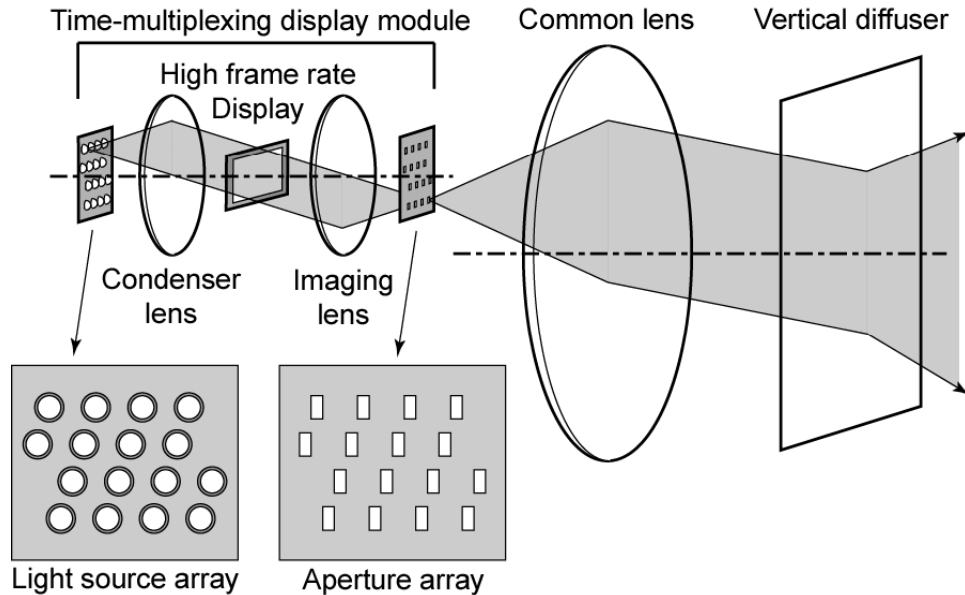 Time-multiplexing display module
Common lens
Vertical diffuser
High frame rate
Display
Condenser
lens
Imaging
lens
Light source array
Aperture array